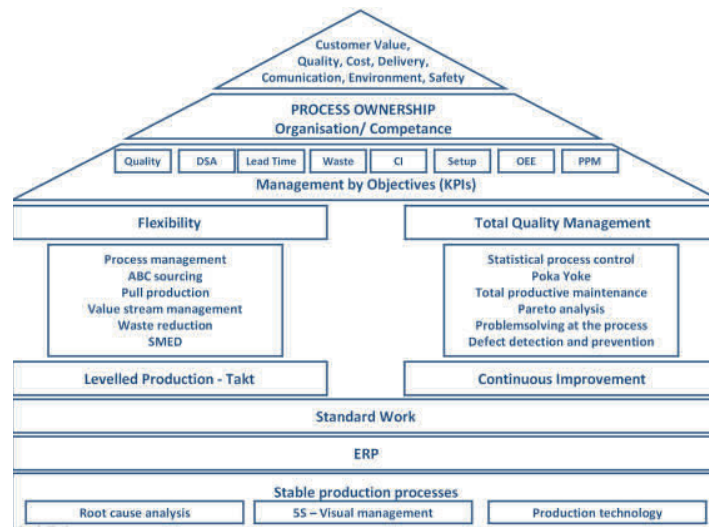 Customer Value,
Quality, Cost, Delivery,
Comunication, Environment, Safety
PROCESS OWNERSHIP
Organisation/ Competance
Quality DSA Lead Time Waste CI Setup OEE PPM
Management by Objectives (KPIs)
Flexibility
Process management
ABC sourcing
Pull production
Value stream management
Waste reduction
SMED
Levelled Production - Takt
Total Quality Management
Statistical process control
Poka Yoke
Total productive maintenance
Pareto analysis
Problemsolving at the process
Defect detection and prevention
Continuous Improvement
Standard Work
ERP
Stable production processes
Root cause analysis
5S – Visual management
Production technology